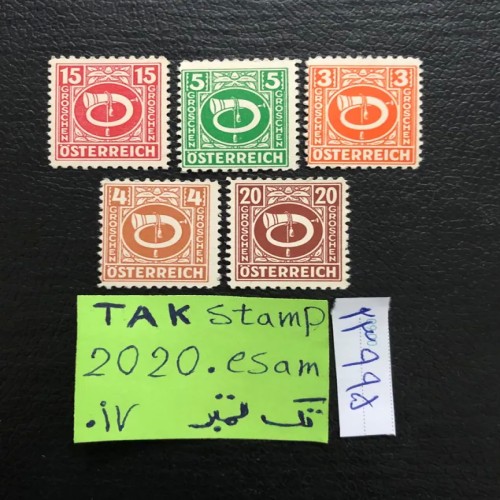 15 15
GROSCHEN GROSCHEN
ÖSTERREICH
5 5
GROSCHEN GROSCHEN
ÖSTERREICH
3 3
GROSCHEN GROSCHEN
ÖSTERREICH
4 4
GROSCHEN GROSCHEN
ÖSTERREICH
20 20
GROSCHEN GROSCHEN
ÖSTERREICH
TAK Stamp
2020.esam
.۱۷ تک تمبر